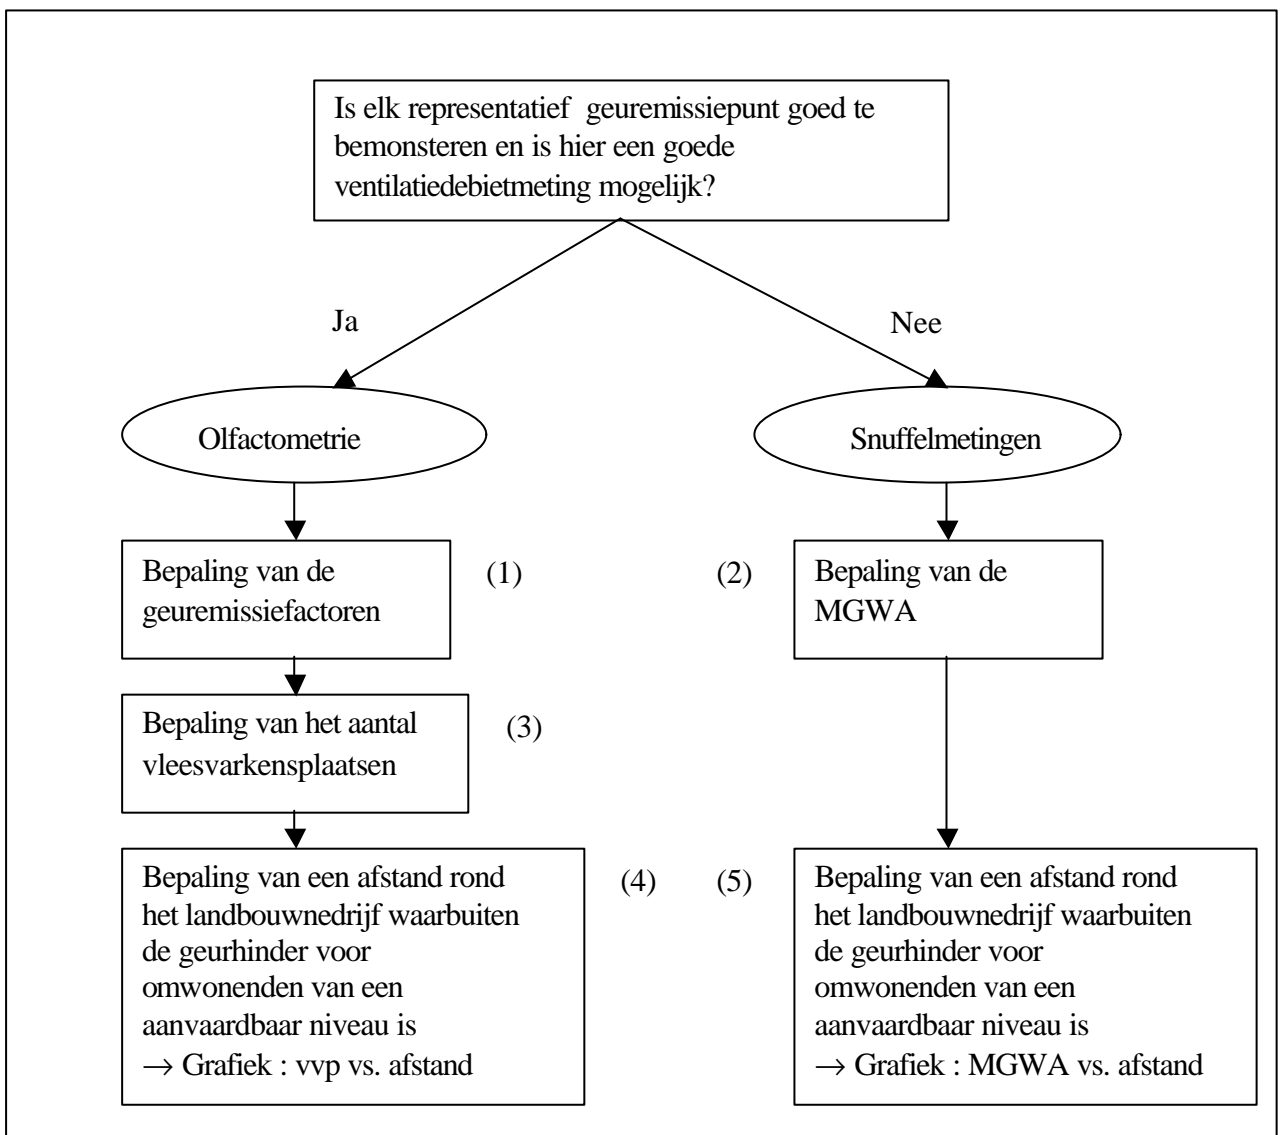 Is elk representatief geuremissiepunt goed te
bemonsteren en is hier een goede
ventilatiedebietmeting mogelijk?
Ja
Nee
Olfactometrie
Snuffelmetingen
Bepaling van de
geuremissiefactoren
(1)
(2)
Bepaling van de
MGWA
Bepaling van het aantal
vleesvarkensplaatsen
(3)
Bepaling van een afstand rond
het landbouwnedrijf waarbuiten
de geurhinder voor
omwonenden van een
aanvaardbaar niveau is
→ Grafiek : vvp vs. afstand
(4)
(5)
Bepaling van een afstand rond
het landbouwnedrijf waarbuiten
de geurhinder voor
omwonenden van een
aanvaardbaar niveau is
→ Grafiek : MGWA vs. afstand